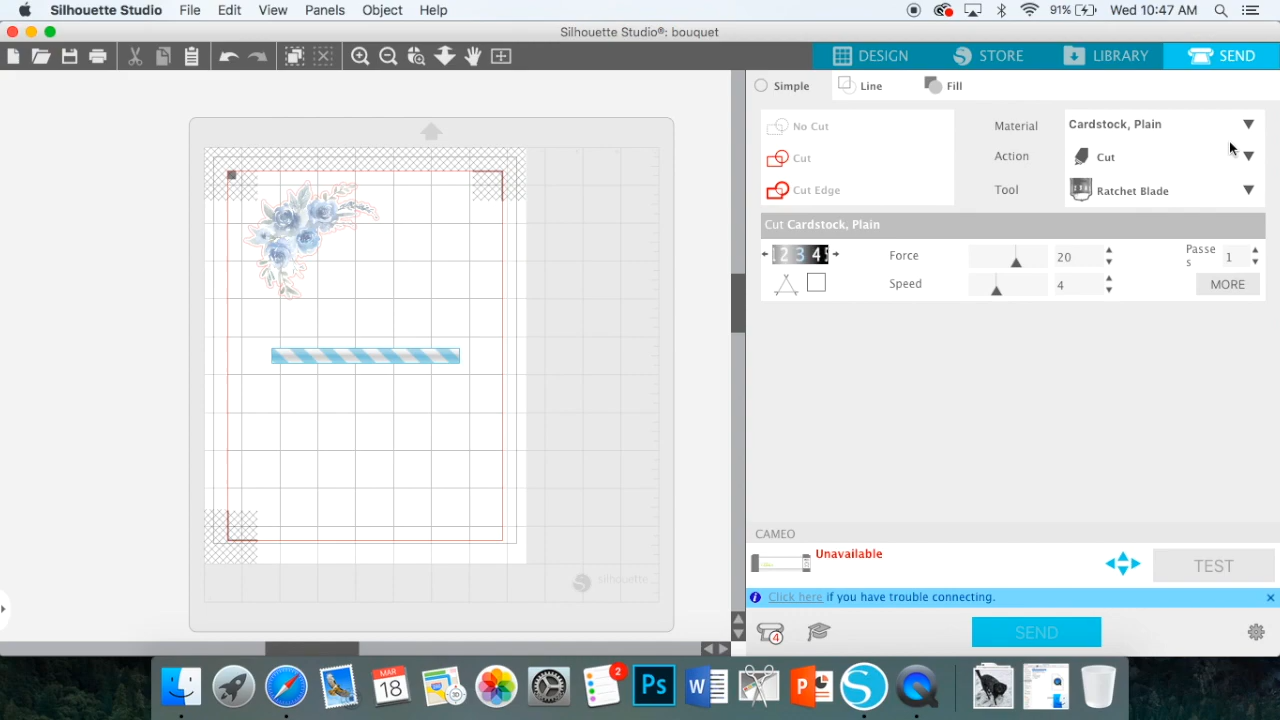 Silhouette Studio File Edit View Panels Object Help 91% Wed 10:47 AM
Silhouette Studio®: bouquet
DESIGN STORE LIBRARY SEND
Simple Line Fill
No Cut
Cut
Cut Edge
Material Cardstock, Plain
Action Cut
Tool Ratchet Blade
Cut Cardstock, Plain
Force 20 Passe
s 1
Speed 4 MORE
CAMEO
Unavailable
TEST
Click here if you have trouble connecting.
4
SEND
silhouette
MAR
18
2
Ps
W
P